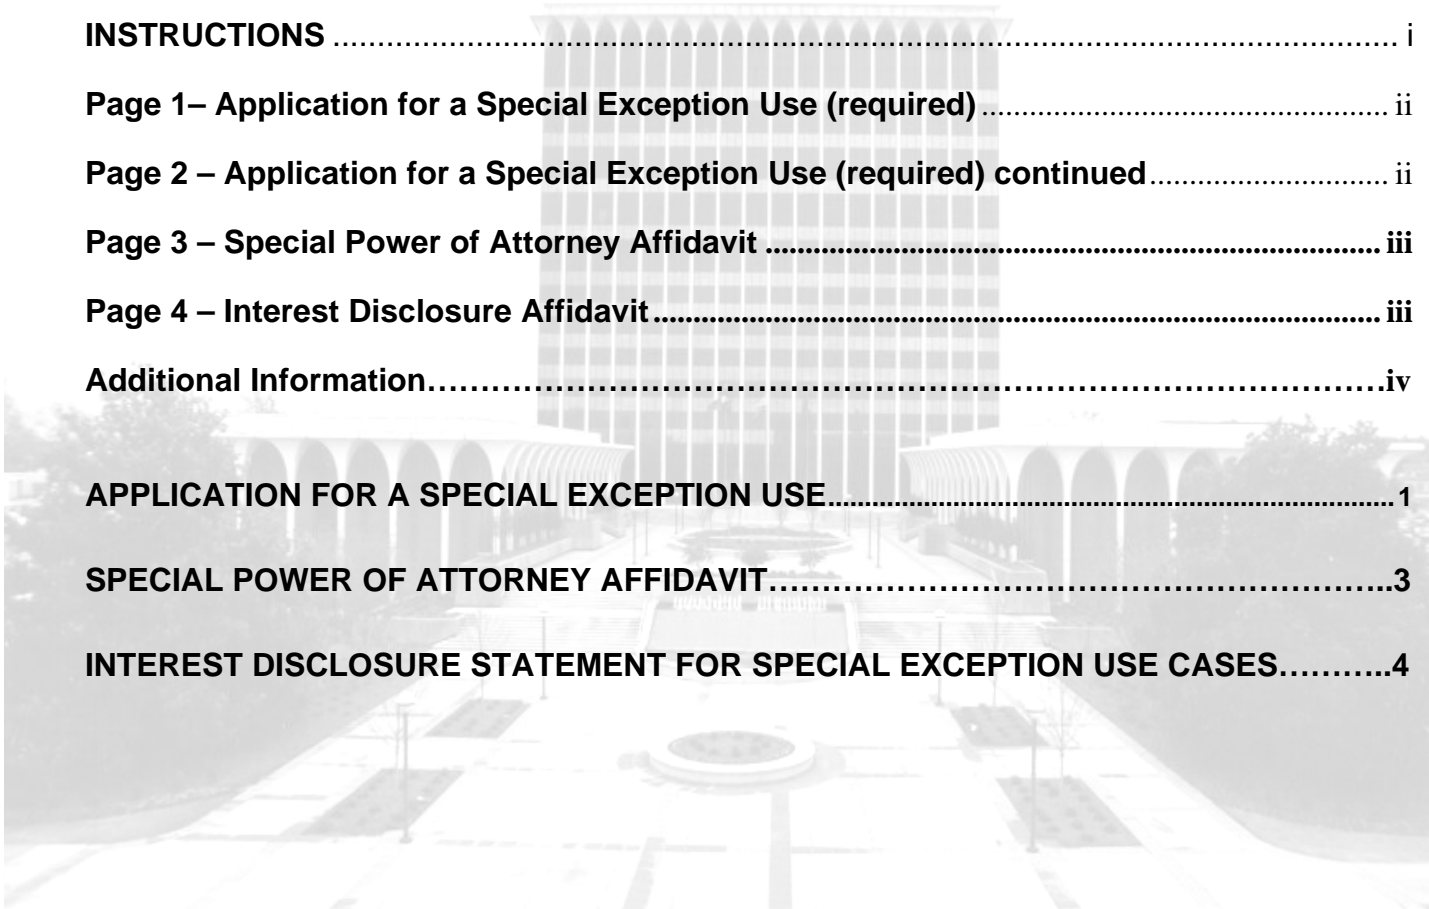 INSTRUCTIONS ........................................................................................................................ i
Page 1– Application for a Special Exception Use (required) ................................................... ii
Page 2 – Application for a Special Exception Use (required) continued .............................. ii
Page 3 – Special Power of Attorney Affidavit ............................................................................. iii
Page 4 – Interest Disclosure Affidavit ........................................................................................... iii
Additional Information…………………………………………………………………………………iv
APPLICATION FOR A SPECIAL EXCEPTION USE.............................................................................. 1
SPECIAL POWER OF ATTORNEY AFFIDAVIT…………………………………………………...3
INTEREST DISCLOSURE STATEMENT FOR SPECIAL EXCEPTION USE CASES………..4